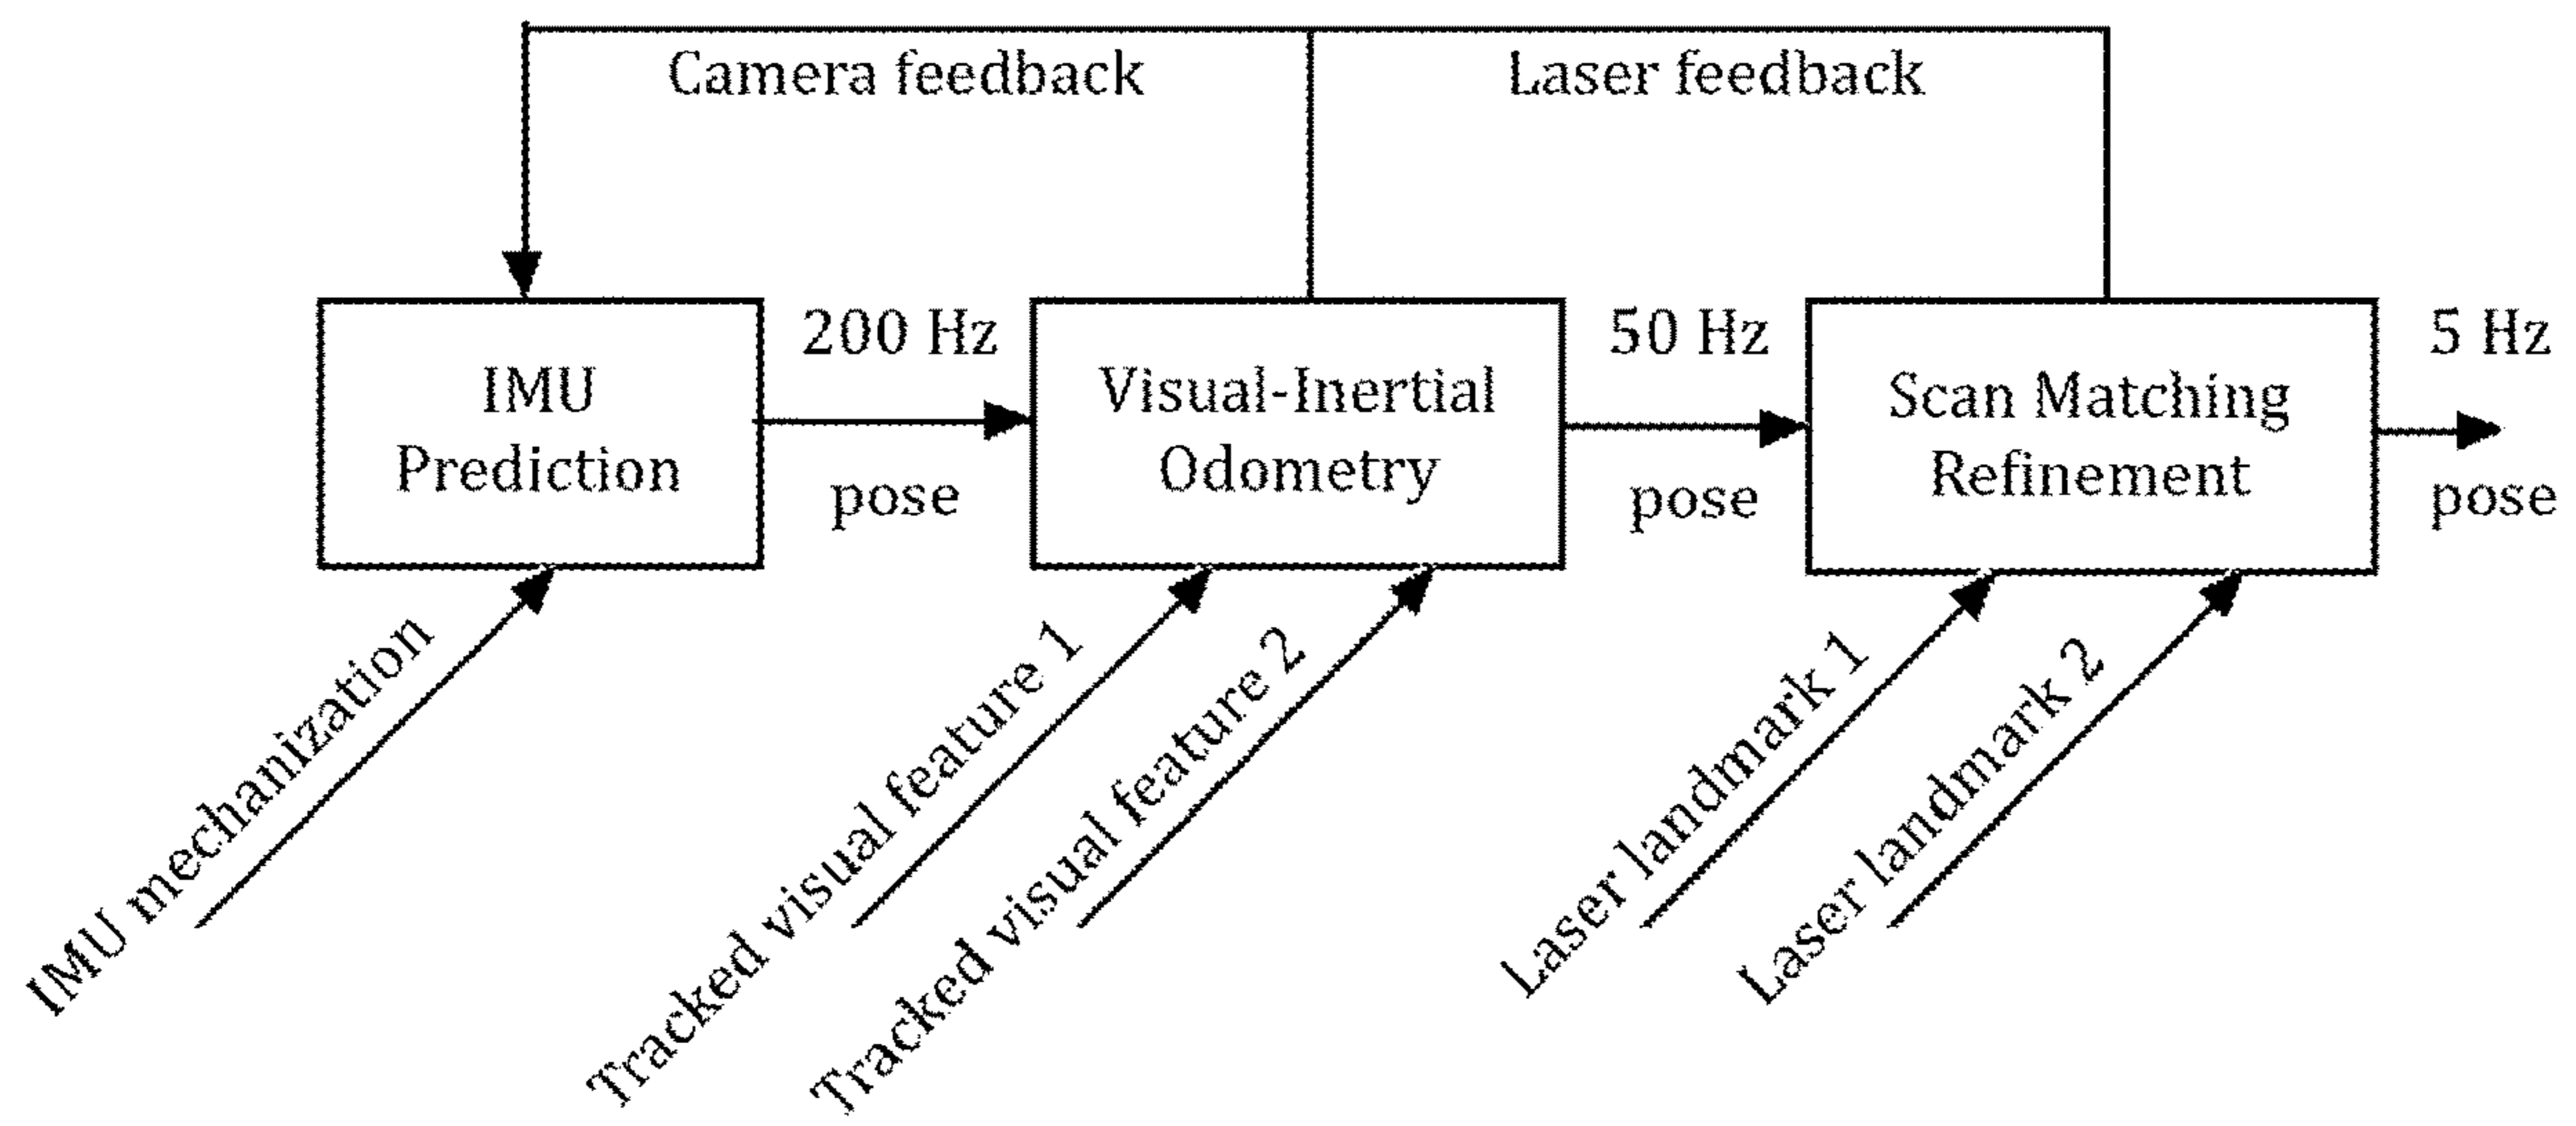 Camera feedback
Laser feedback
IMU
Prediction
200 Hz
pose
Visual-Inertial
Odometry
50 Hz
pose
Scan Matching
Refinement
5 Hz
pose
IMU mechanization
Tracked visual feature 1
Tracked visual feature 2
Laser landmark 1
Laser landmark 2